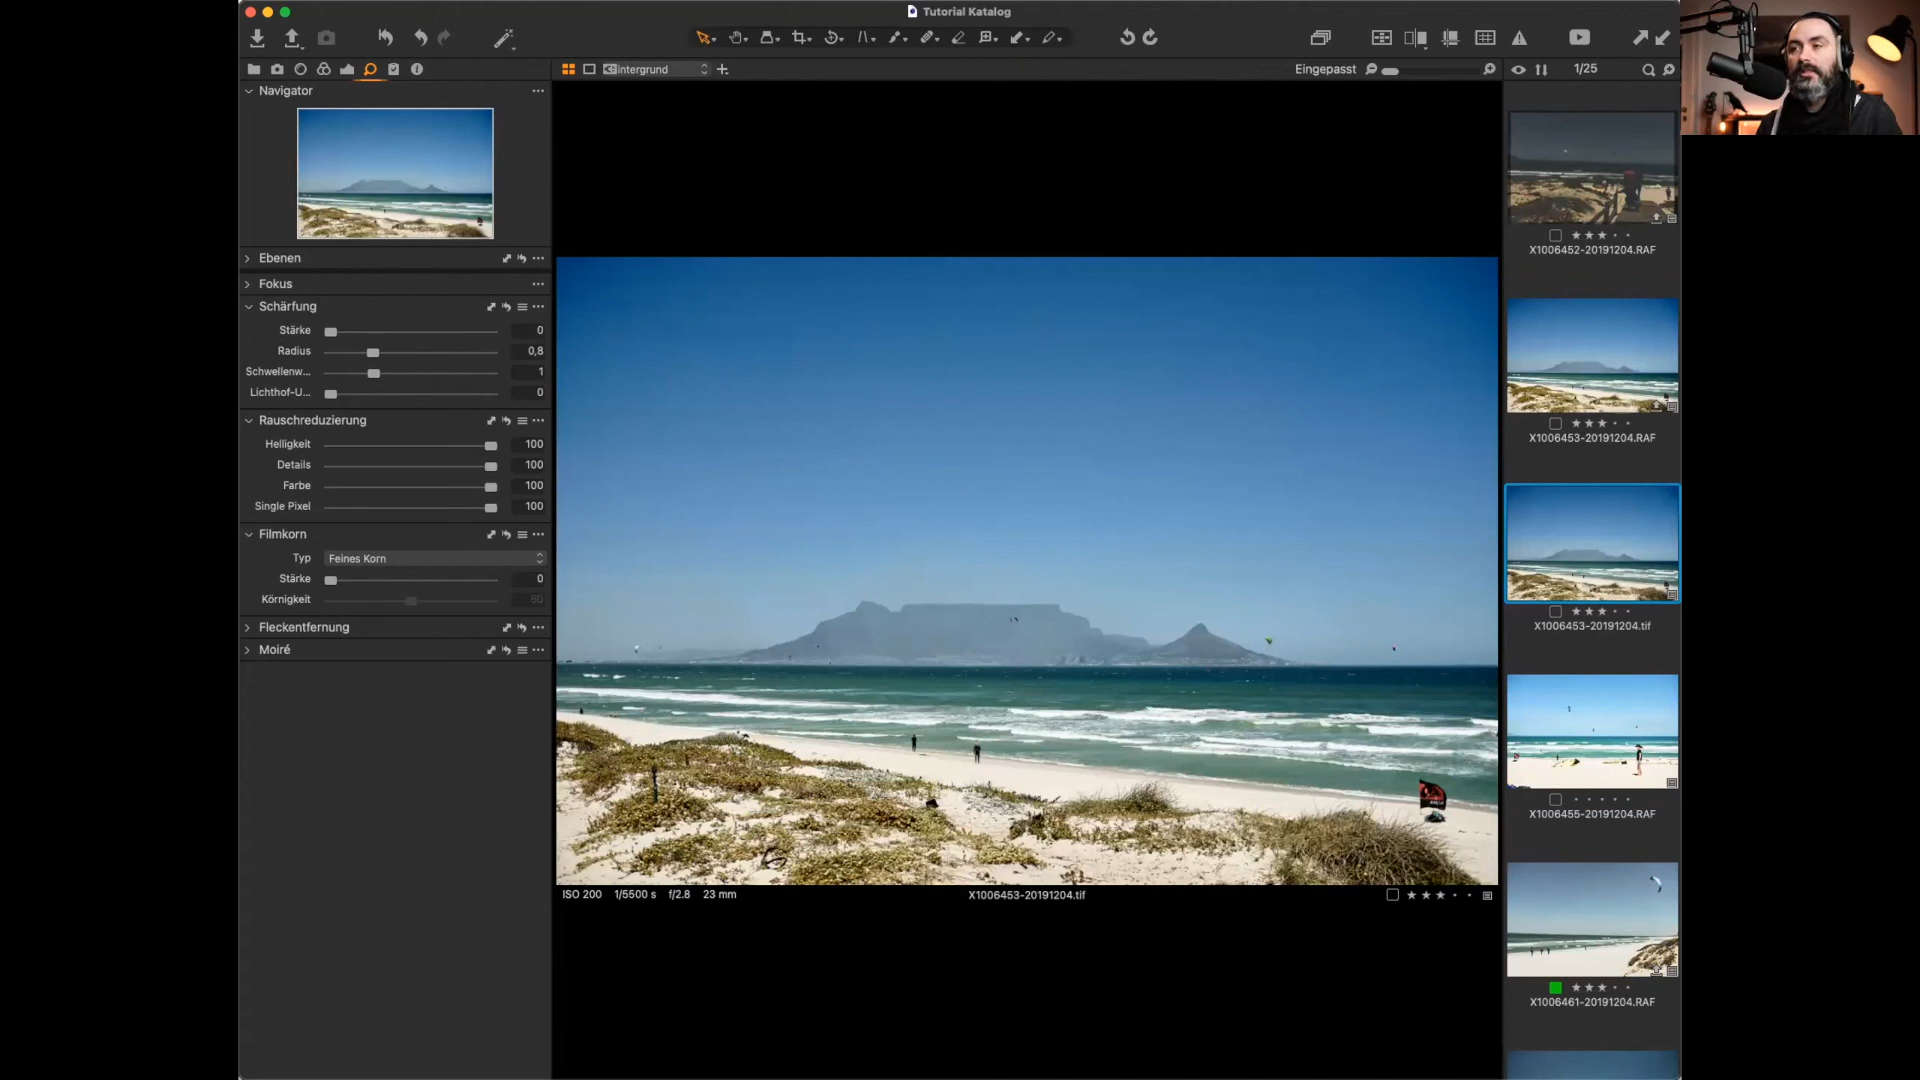 Tutorial Katalog
intergrund
Eingepasst
1/25
Navigator
Ebenen
Fokus
Schärfung
Stärke 0
Radius 0,8
Schwellenw... 1
Lichthof-U... 0
Rauschreduzierung
Helligkeit 100
Details 100
Farbe 100
Single Pixel 100
Filmkorn
Typ Feines Korn
Stärke 0
Körnigkeit 50
Fleckentfernung
Moiré
ISO 200 1/5500 s f/2.8 23 mm
X1006453-20191204.tif
X1006452-20191204.RAF
X1006453-20191204.RAF
X1006453-20191204.tif
X1006455-20191204.RAF
X1006461-20191204.RAF